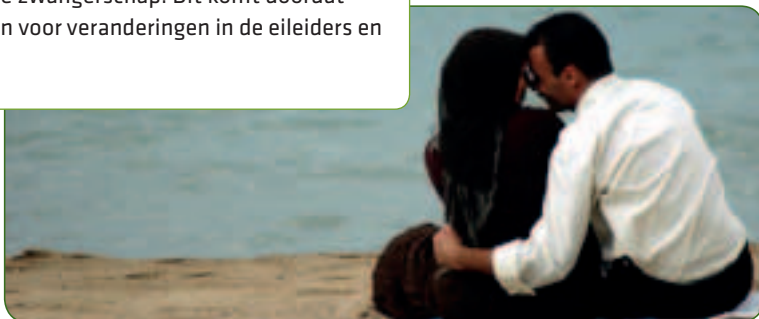 zwangerschap. Dit komt doordat
n voor veranderingen in de eileiders en